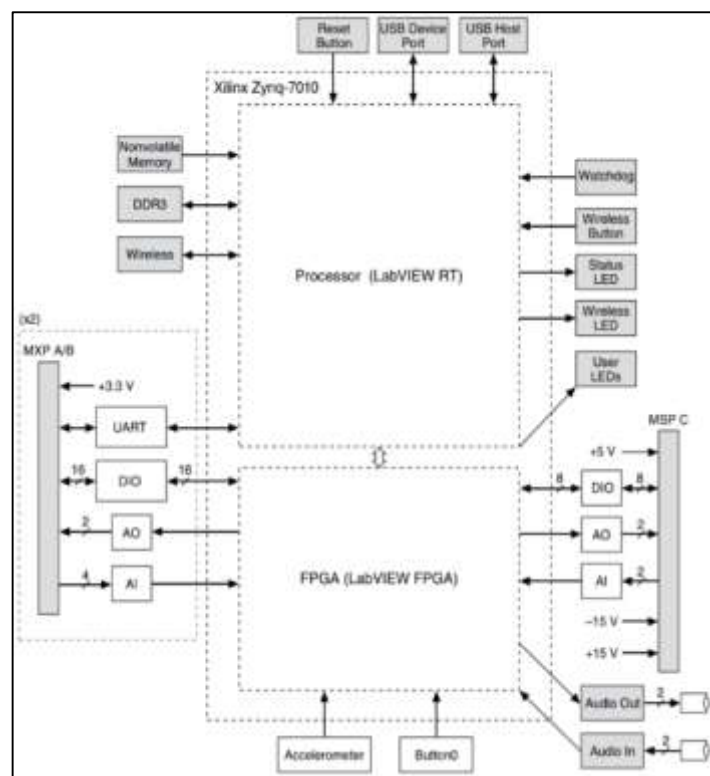 Reset
Button
USB Device
Port
USB Host
Port
Xilinx Zynq-7010
Nonvolatile
Memory
DDR3
Wireless
Processor (LabVIEW RT)
Watchdog
Wireless
Button
Status
LED
Wireless
LED
User
LEDs
(x2)
MXP A/B
+3.3 V
UART
16
DIO
16
2
AO
4
AI
FPGA (LabVIEW FPGA)
MSP C
+5 V
8
DIO
8
AO
2
AI
2
–15 V
+15 V
Audio Out
2
Audio In
2
Accelerometer
Button0